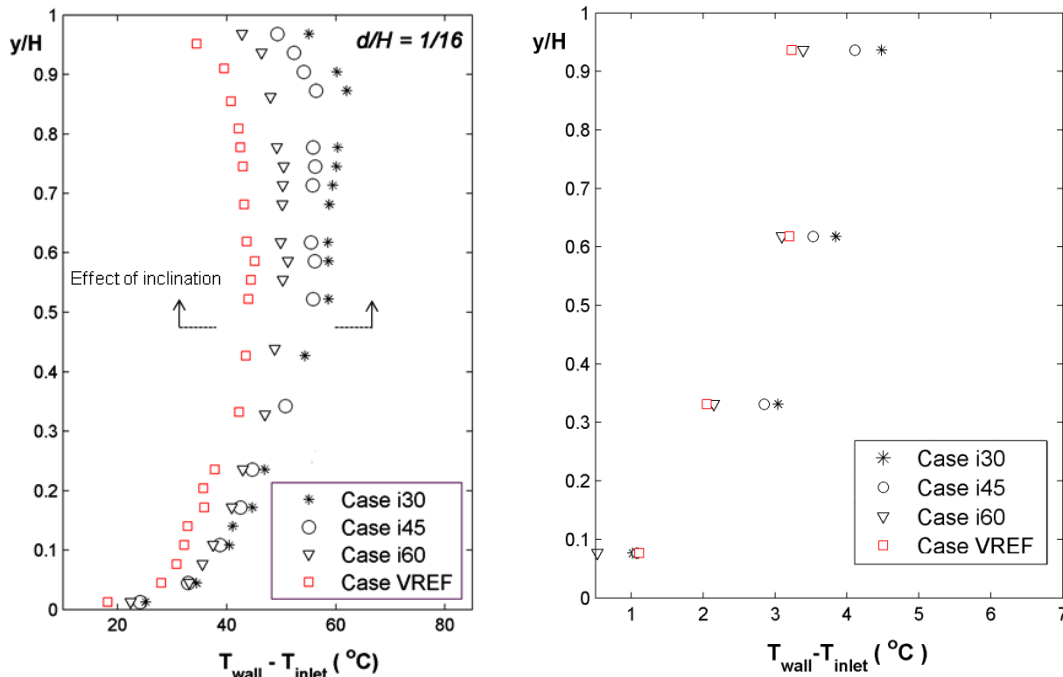 y/H
1
0.9
0.8
0.7
0.6
0.5
0.4
0.3
0.2
0.1
0
d/H = 1/16
Effect of inclination
Case i30
Case i45
Case i60
Case VREF
20
40
60
80
T_wall - T_inlet ( °C)
y/H
1
0.9
0.8
0.7
0.6
0.5
0.4
0.3
0.2
0.1
0
Case i30
Case i45
Case i60
Case VREF
1
2
3
4
5
6
7
T_wall-T_inlet ( °C )